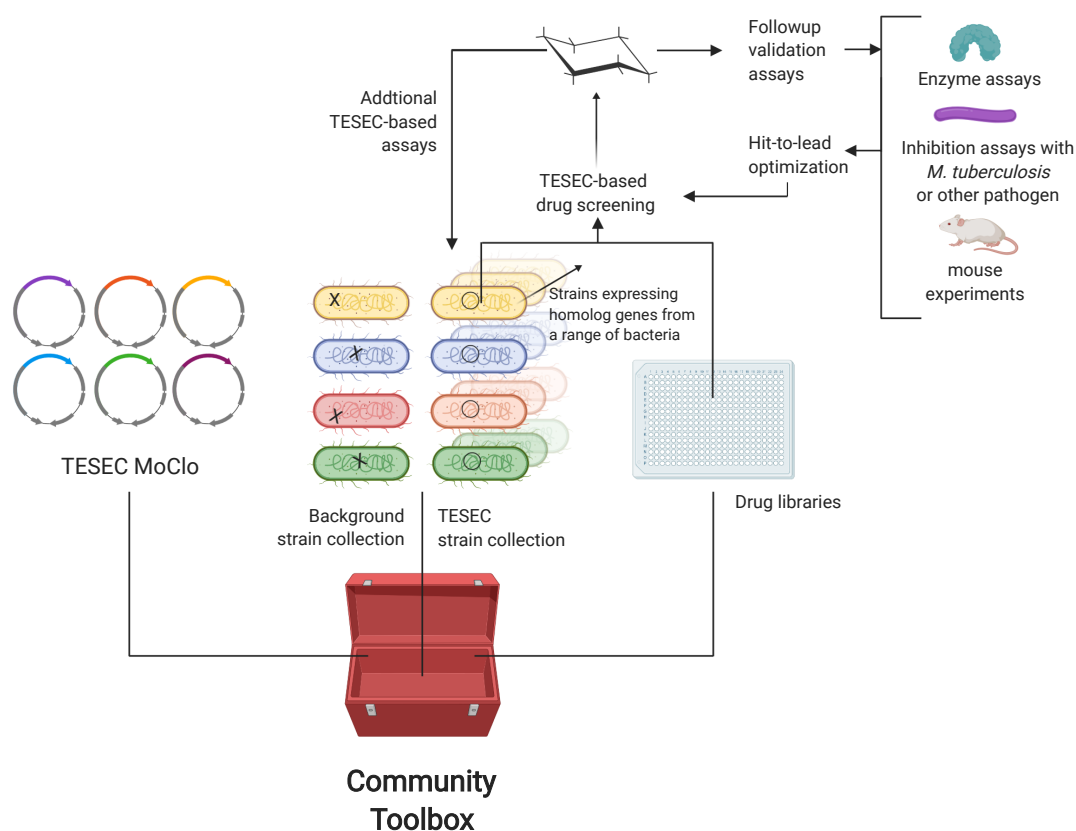 Followup
validation
assays
Enzyme assays
Addtional
TESEC-based
assays
Hit-to-lead
optimization
Inhibition assays with
M. tuberculosis
or other pathogen
TESEC-based
drug screening
mouse
experiments
X
Strains expressing
homolog genes from
a range of bacteria
X
X
X
TESEC MoClo
Background
strain collection
TESEC
strain collection
Drug libraries
Community
Toolbox